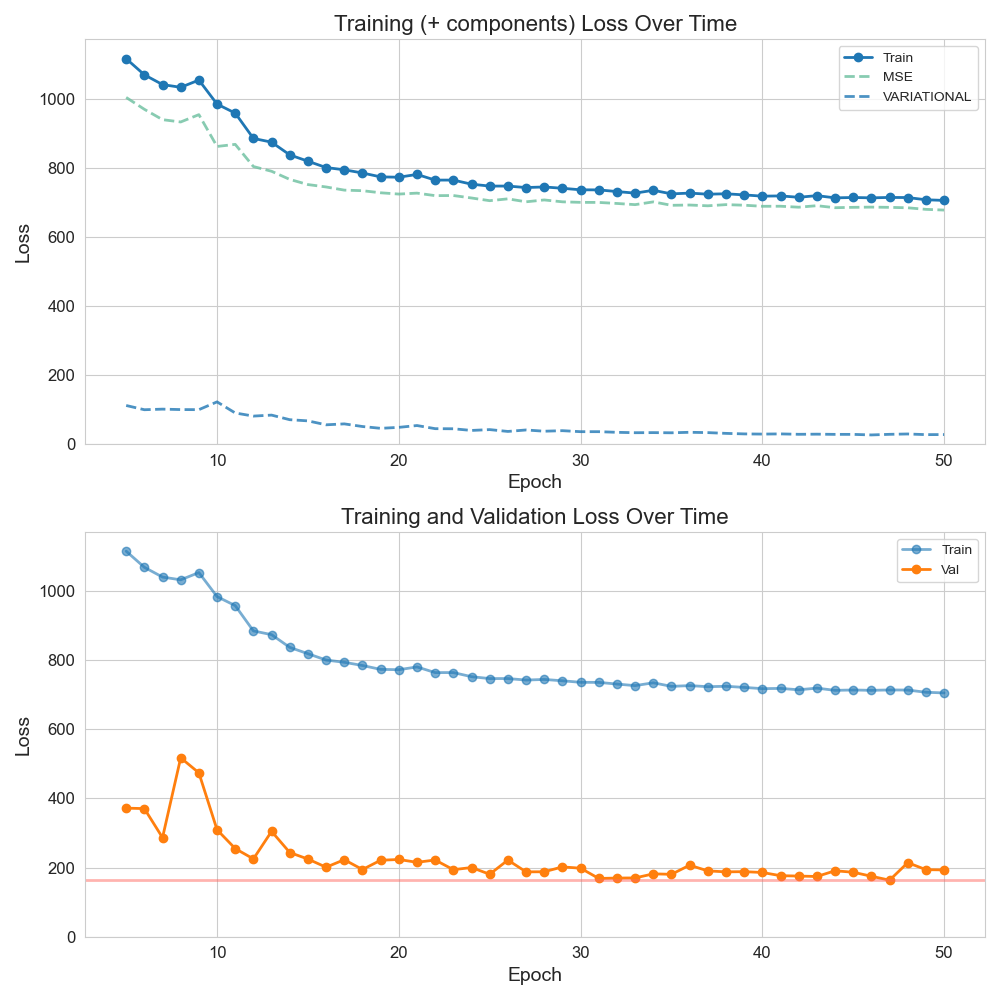 Training (+ components) Loss Over Time
Train
MSE
VARIATIONAL
Loss
1000
800
600
400
200
0
10 20 30 40 50
Epoch
Training and Validation Loss Over Time
Train
Val
Loss
1000
800
600
400
200
0
10 20 30 40 50
Epoch